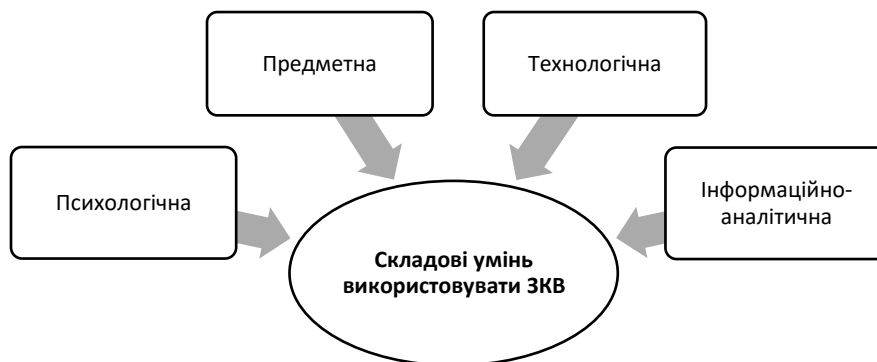 Предметна
Технологічна
Психологічна
Інформаційно-
аналітична
Складові умінь
використовувати ЗКВ